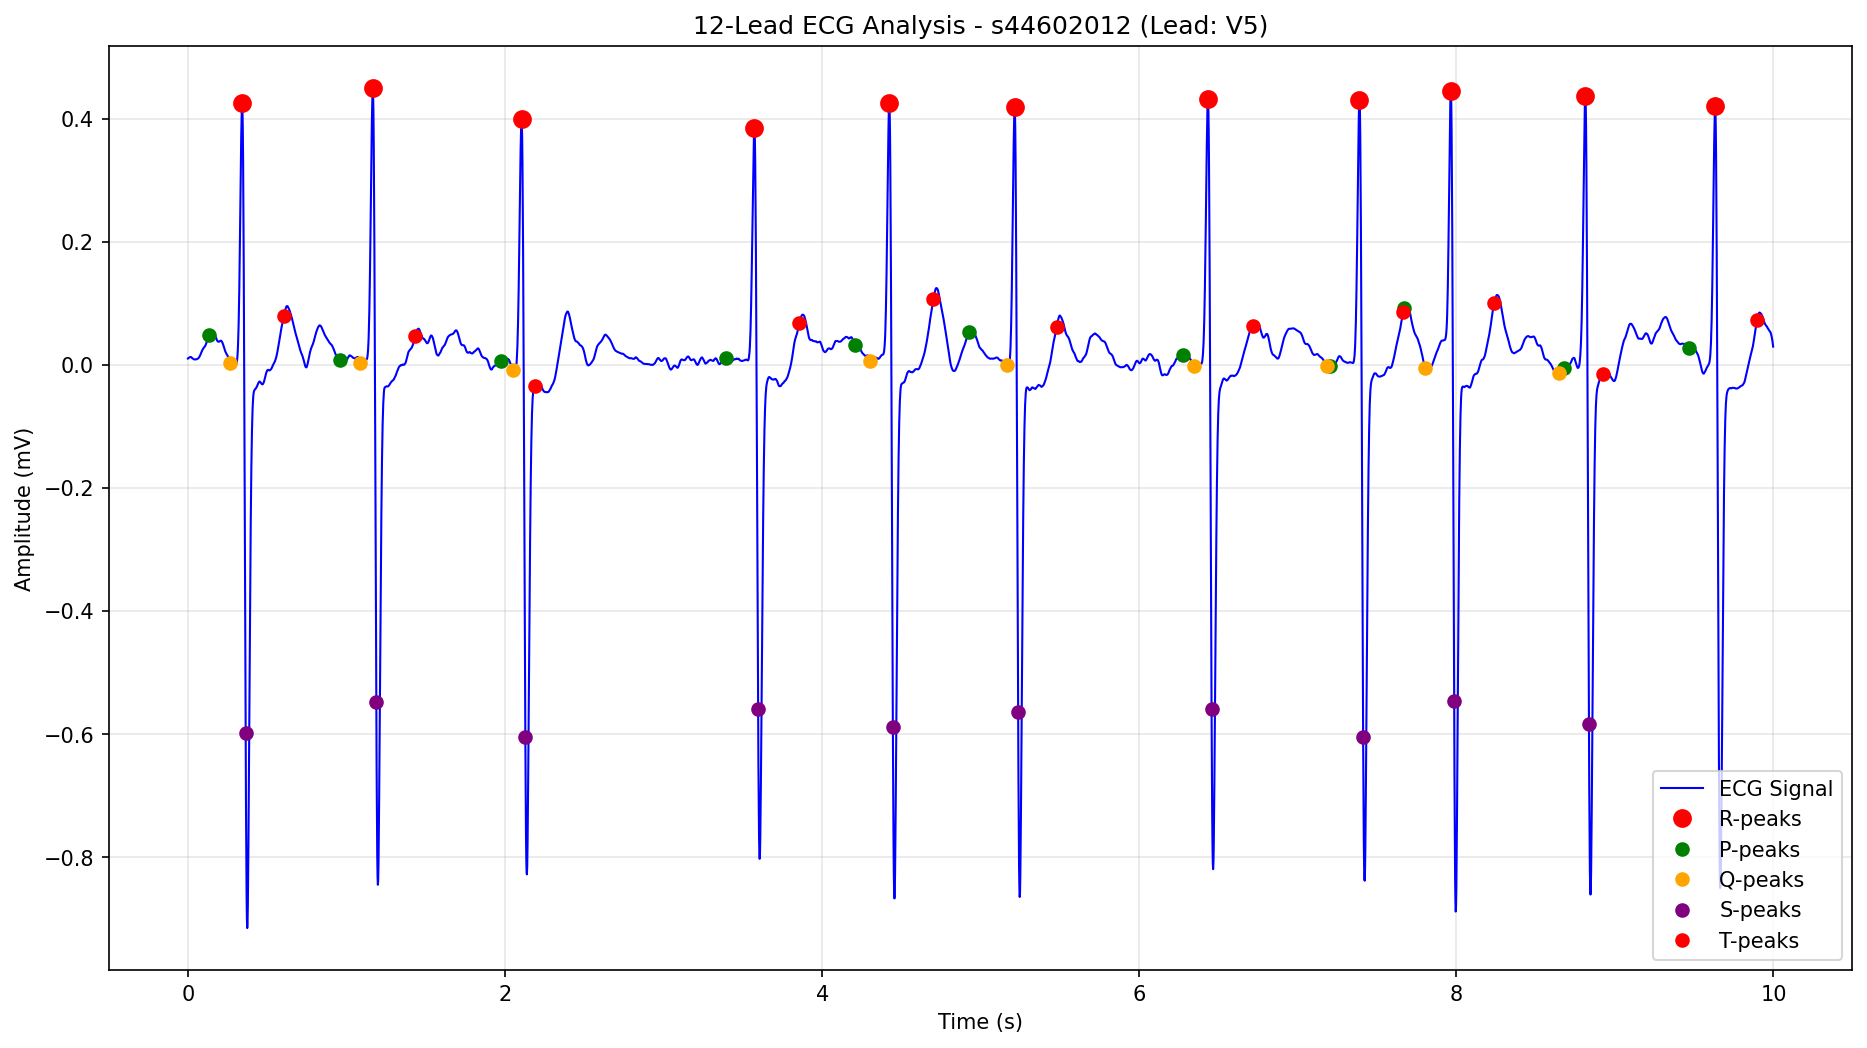 12-Lead ECG Analysis - s44602012 (Lead: V5)
Amplitude (mV)
0.4
0.2
0.0
−0.2
−0.4
−0.6
−0.8
0
2
4
6
8
10
Time (s)
ECG Signal
R-peaks
P-peaks
Q-peaks
S-peaks
T-peaks